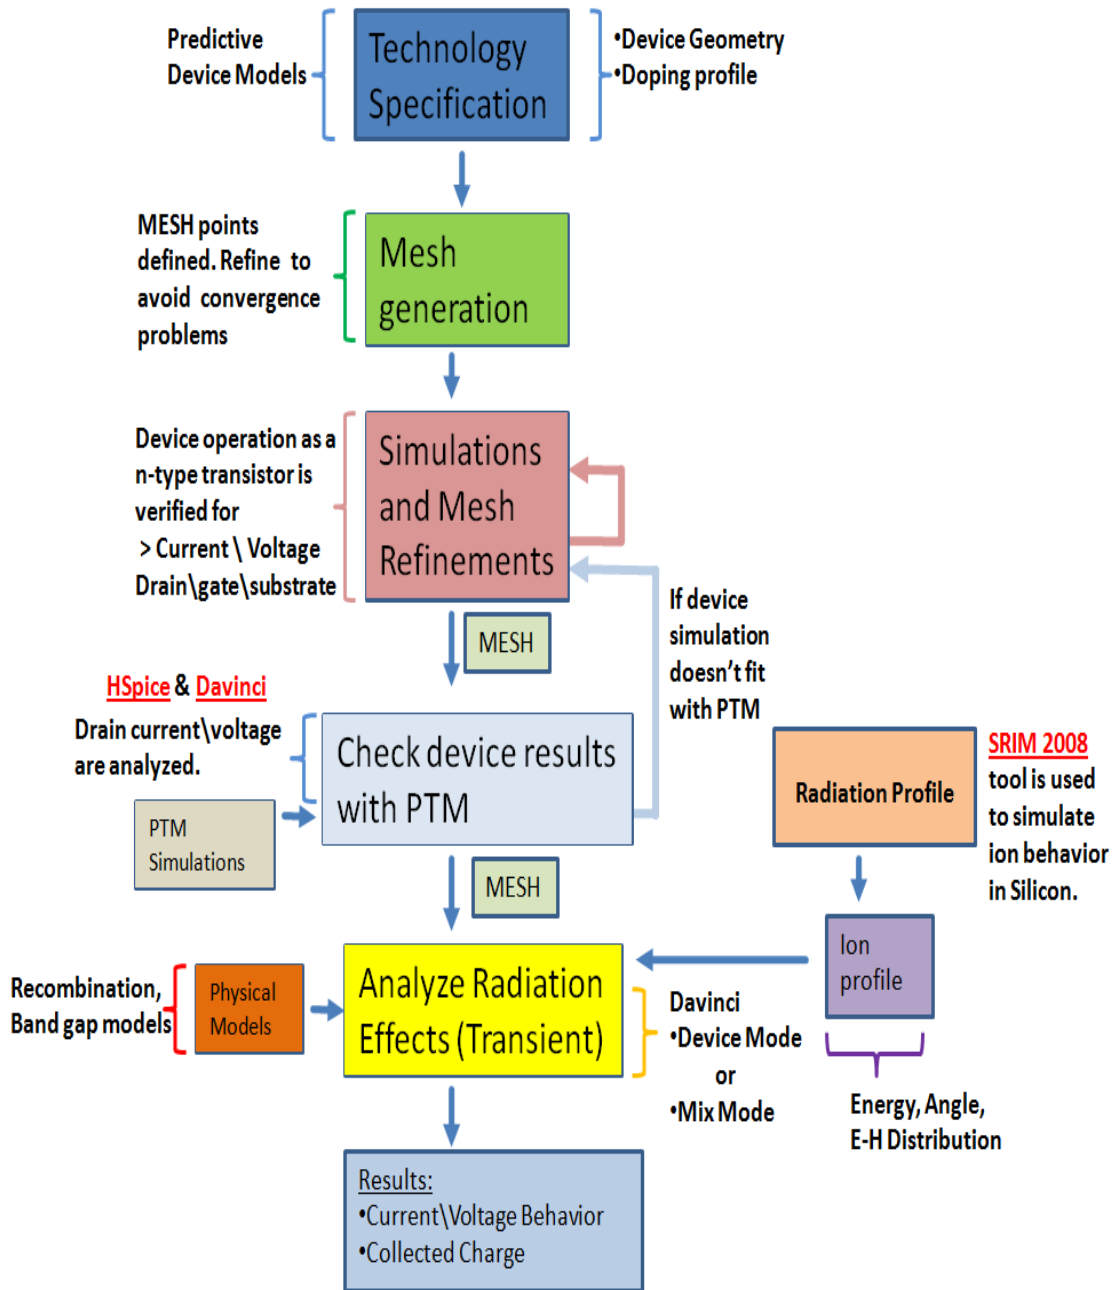 Predictive
Device Models
Technology
Specification
•Device Geometry
•Doping profile
MESH points
defined. Refine to
avoid convergence
problems
Mesh
generation
Device operation as a
n-type transistor is
verified for
> Current \ Voltage
Drain\gate\substrate
Simulations
and Mesh
Refinements
If device
simulation
doesn't fit
with PTM
MESH
HSpice & Davinci
Drain current\voltage
are analyzed.
Check device results
with PTM
PTM
Simulations
Radiation Profile
SRIM 2008
tool is used
to simulate
ion behavior
in Silicon.
MESH
Ion
profile
Recombination,
Band gap models
Physical
Models
Analyze Radiation
Effects (Transient)
Davinci
•Device Mode
or
•Mix Mode
Energy, Angle,
E-H Distribution
Results:
•Current\Voltage Behavior
•Collected Charge